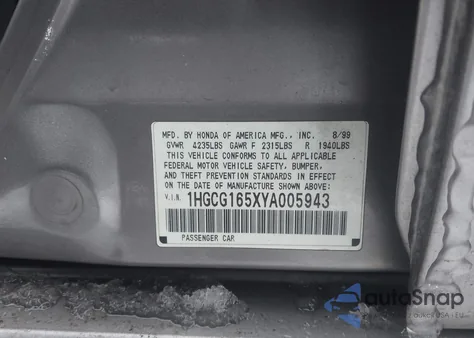 MFD. BY HONDA OF AMERICA MFG., INC. 8/99
GVWR 4235LBS GAWR F 2315LBS R 1940LBS
THIS VEHICLE CONFORMS TO ALL APPLICABLE
FEDERAL MOTOR VEHICLE SAFETY, BUMPER,
AND THEFT PREVENTION STANDARDS IN EFFECT
ON THE DATE OF MANUFACTURE SHOWN ABOVE:
V.I.N. 1HGCG165XYA005943
PASSENGER CAR
autoSnap